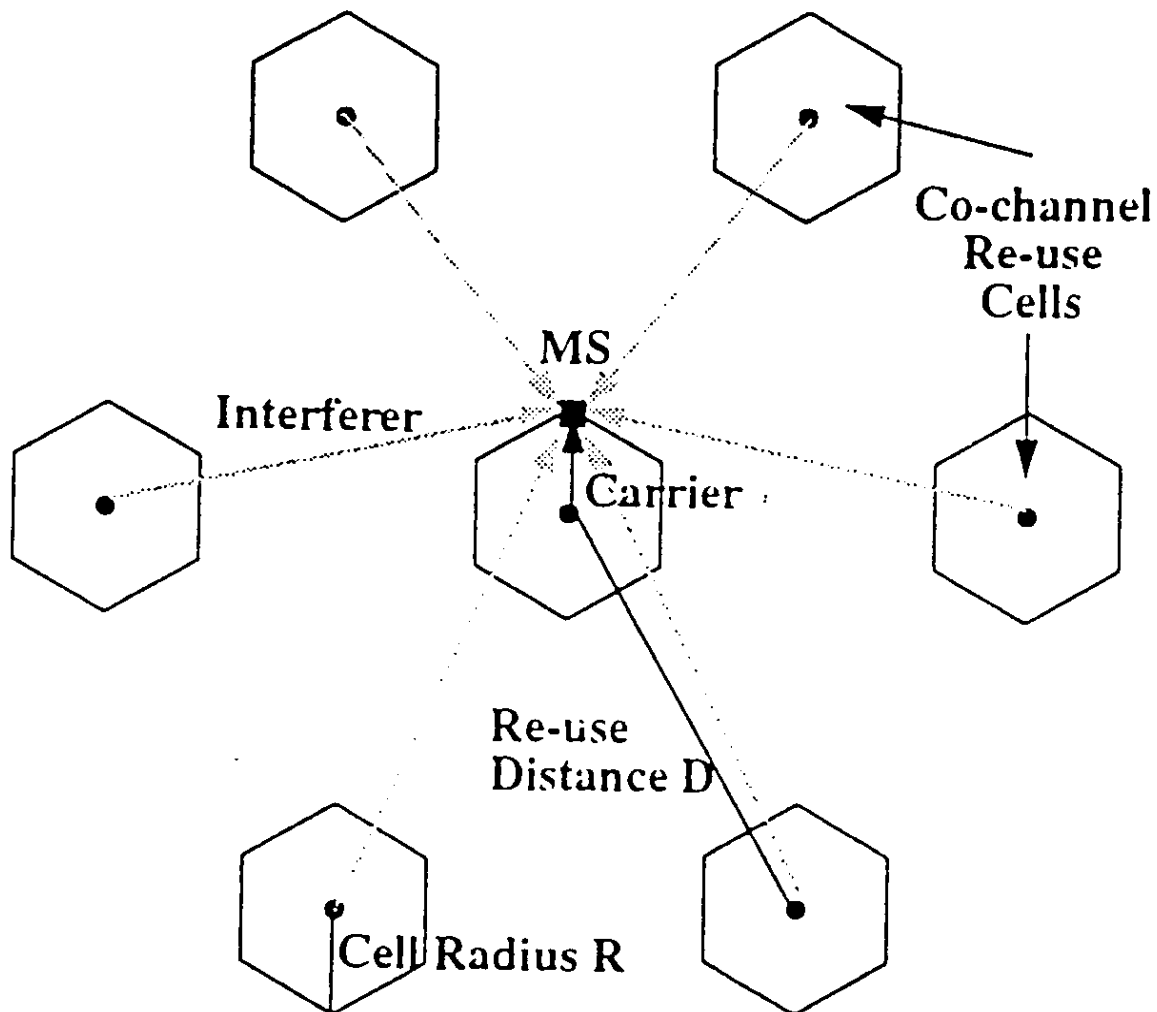 Co-channel
Re-use
Cells
MS
Interferer
Carrier
Re-use
Distance D
Cell Radius R